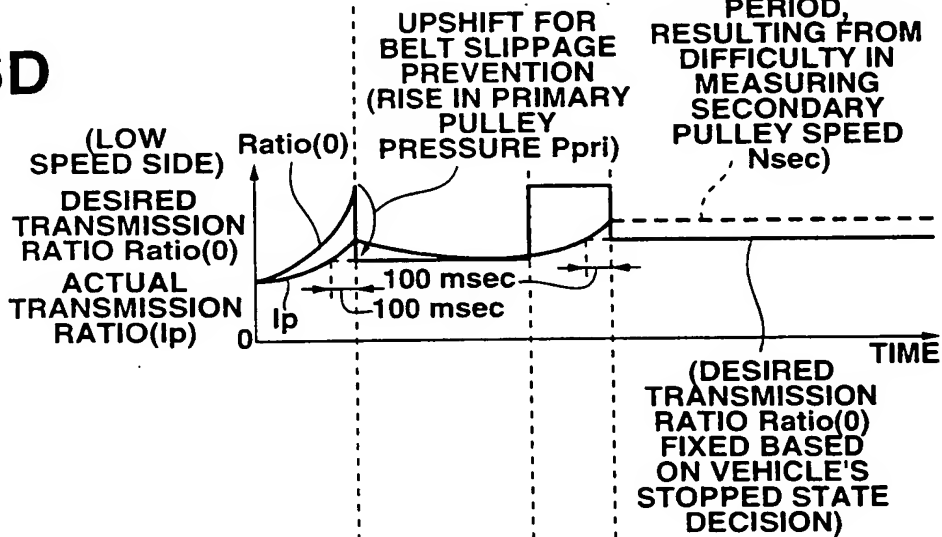 UPSHIFT FOR
BELT SLIPPAGE
PREVENTION
(RISE IN PRIMARY
PULLEY
PRESSURE Ppri)
PERIOD,
RESULTING FROM
DIFFICULTY IN
MEASURING
SECONDARY
PULLEY SPEED
Nsec)
D
(LOW
SPEED SIDE)
Ratio(0)
DESIRED
TRANSMISSION
RATIO Ratio(0)
ACTUAL
TRANSMISSION
RATIO(Ip)
0
Ip
100 msec
100 msec
TIME
(DESIRED
TRANSMISSION
RATIO Ratio(0)
FIXED BASED
ON VEHICLE'S
STOPPED STATE
DECISION)